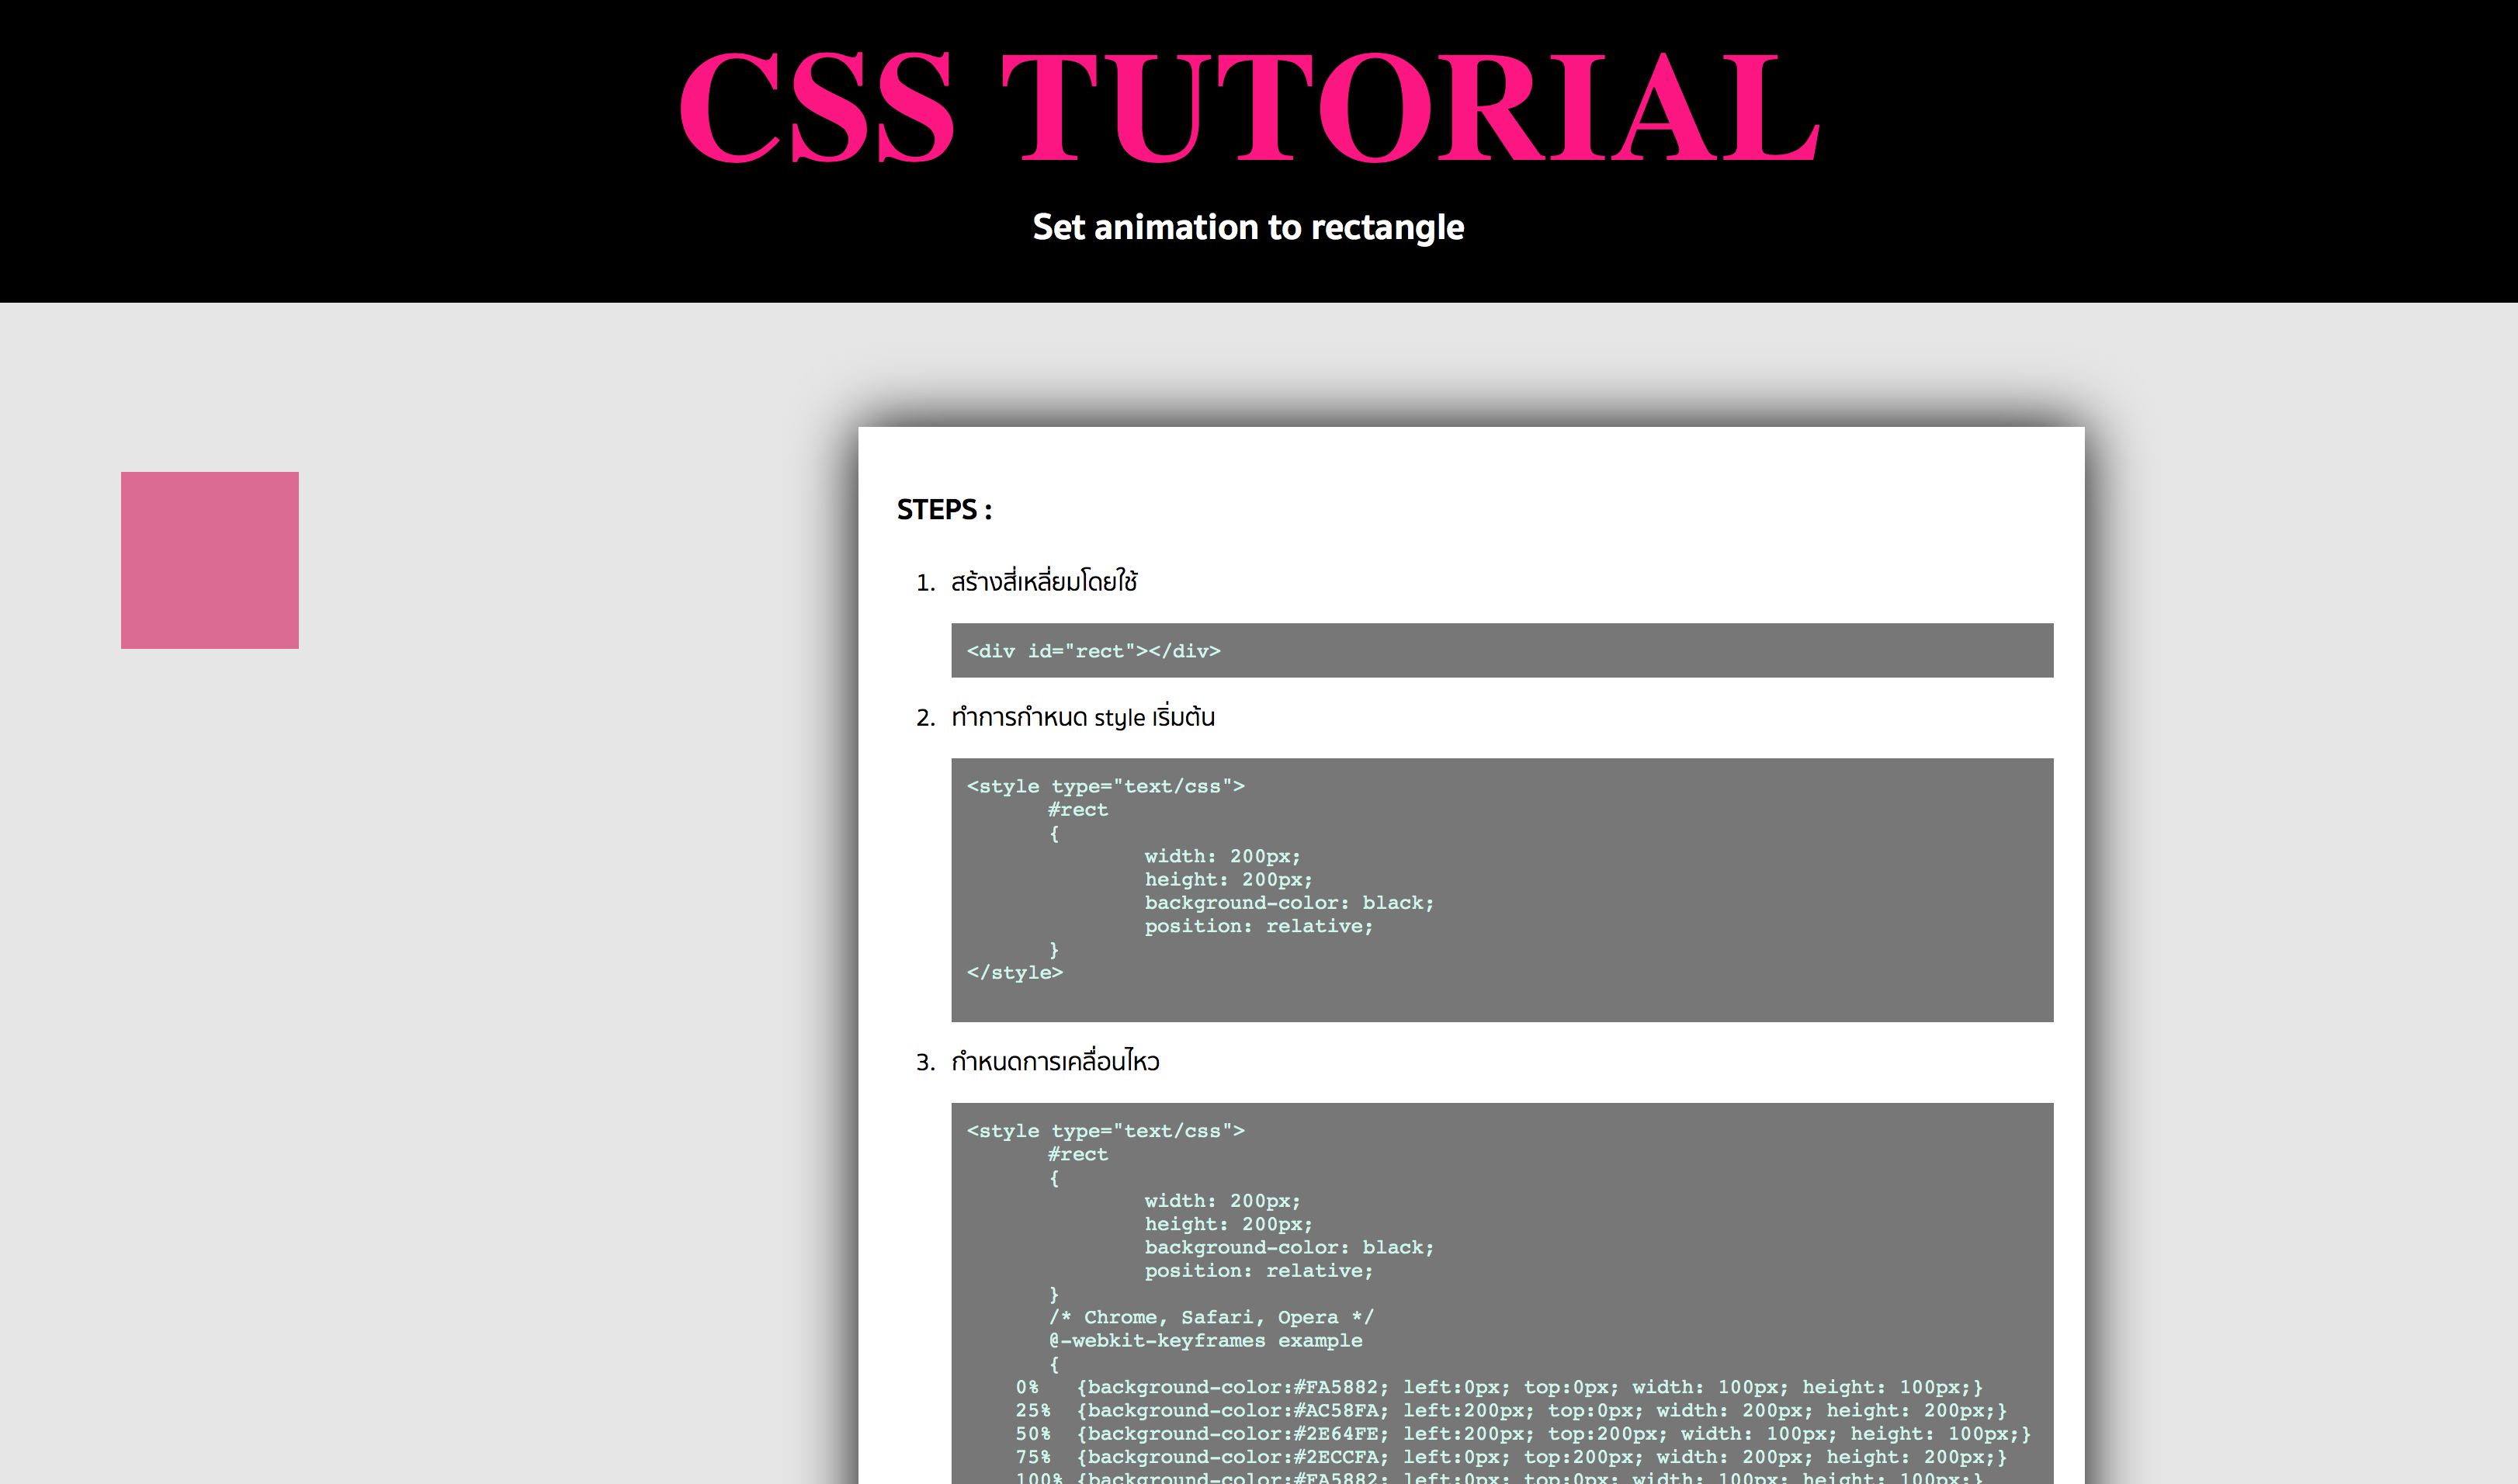 CSS TUTORIAL
Set animation to rectangle
STEPS :
1. สร้างสี่เหลี่ยมโดยใช้
<div id="rect"></div>
2. ทำการกำหนด style เริ่มต้น
<style type="text/css">
#rect
{
width: 200px;
height: 200px;
background-color: black;
position: relative;
}
</style>
3. กำหนดการเคลื่อนไหว
<style type="text/css">
#rect
{
width: 200px;
height: 200px;
background-color: black;
position: relative;
}
/* Chrome, Safari, Opera */
@-webkit-keyframes example
{
0% {background-color:#FA5882; left:0px; top:0px; width: 100px; height: 100px;}
25% {background-color:#AC58FA; left:200px; top:0px; width: 200px; height: 200px;}
50% {background-color:#2E64FE; left:200px; top:200px; width: 100px; height: 100px;}
75% {background-color:#2ECCFA; left:0px; top:200px; width: 200px; height: 200px;}
100% {background-color:#FA5882; left:0px; top:0px; width: 100px; height: 100px;}